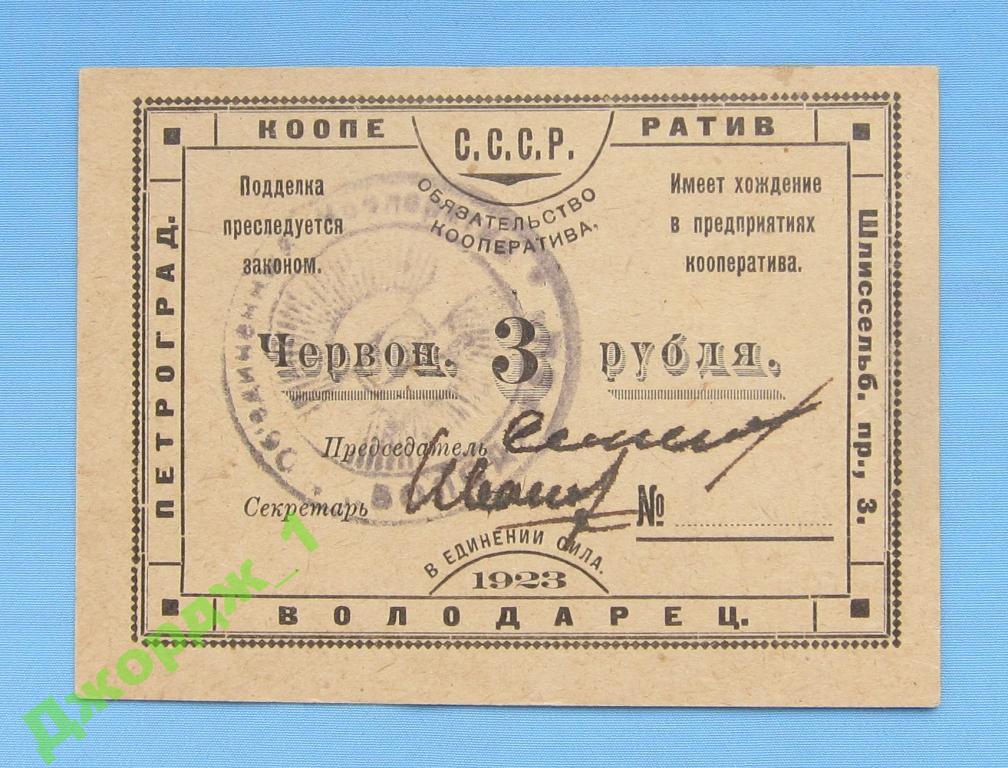 КООПЕ РАТИВ
С.С.С.Р.
ОБЯЗАТЕЛЬСТВО
КООПЕРАТИВА,
Подделка
преследуется
законом.
Имеет хождение
в предприятиях
кооператива.
ПЕТРОГРАД.
Шлиссельб. пр., 3.
Червон. 3 рубля.
Председатель
Секретарь
№
В ЕДИНЕНИИ СИЛА.
1923
ВОЛОДАРЕЦ.
Джордж_1